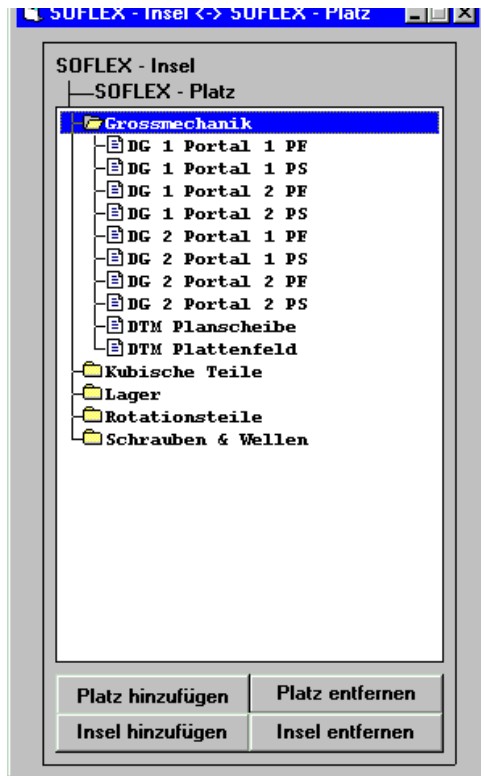 SOFLEX - Insel <-> SOFLEX - Platz
SOFLEX - Insel
SOFLEX - Platz
Grossmechanik
DG 1 Portal 1 PF
DG 1 Portal 1 PS
DG 1 Portal 2 PF
DG 1 Portal 2 PS
DG 2 Portal 1 PF
DG 2 Portal 1 PS
DG 2 Portal 2 PF
DG 2 Portal 2 PS
DTM Planscheibe
DTM Plattenfeld
Kubische Teile
Lager
Rotationsteile
Schrauben & Wellen
Platz hinzufügen Platz entfernen
Insel hinzufügen Insel entfernen